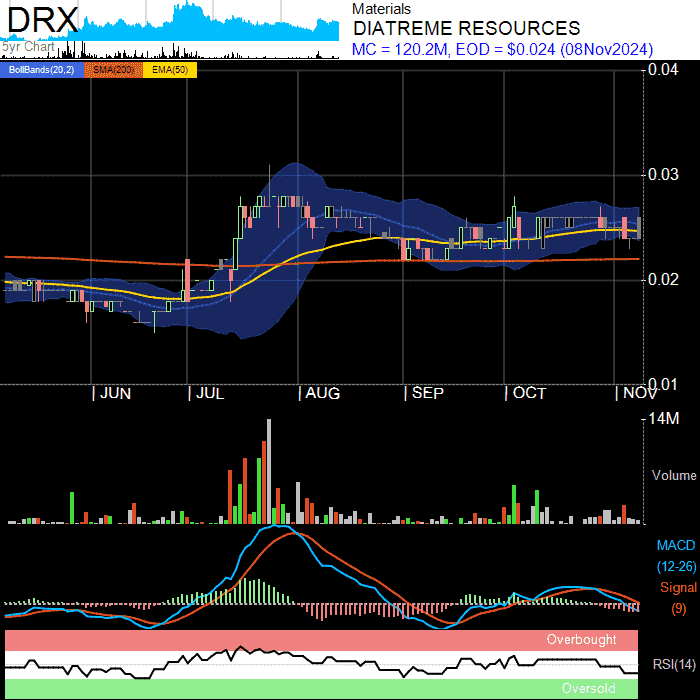 DRX
5yr Chart
Materials
DIATREME RESOURCES
MC = 120.2M, EOD = $0.024 (08Nov2024)
BollBands(20,2) SMA(200) EMA(50)
0.04
0.03
0.02
0.01
| JUN | JUL | AUG | SEP | OCT | NOV
14M
Volume
MACD
(12-26)
Signal
(9)
Overbought
RSI(14)
Oversold